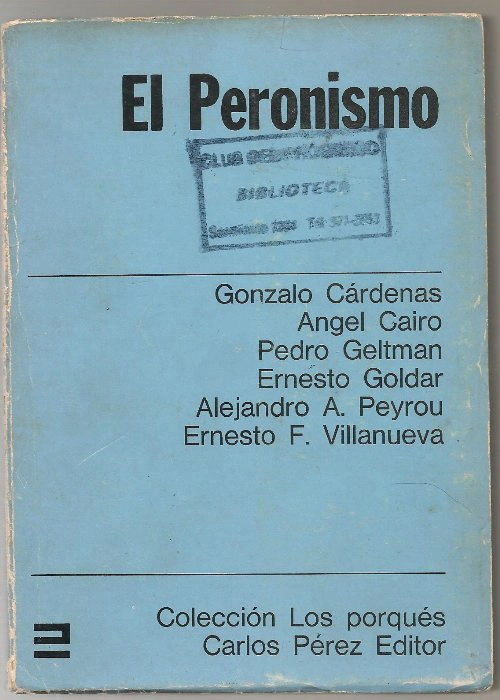 El Peronismo
CLUB
BIBLIOTECA
Gonzalo Cárdenas
Angel Cairo
Pedro Geltman
Ernesto Goldar
Alejandro A. Peyrou
Ernesto F. Villanueva
Colección Los porqués
Carlos Pérez Editor